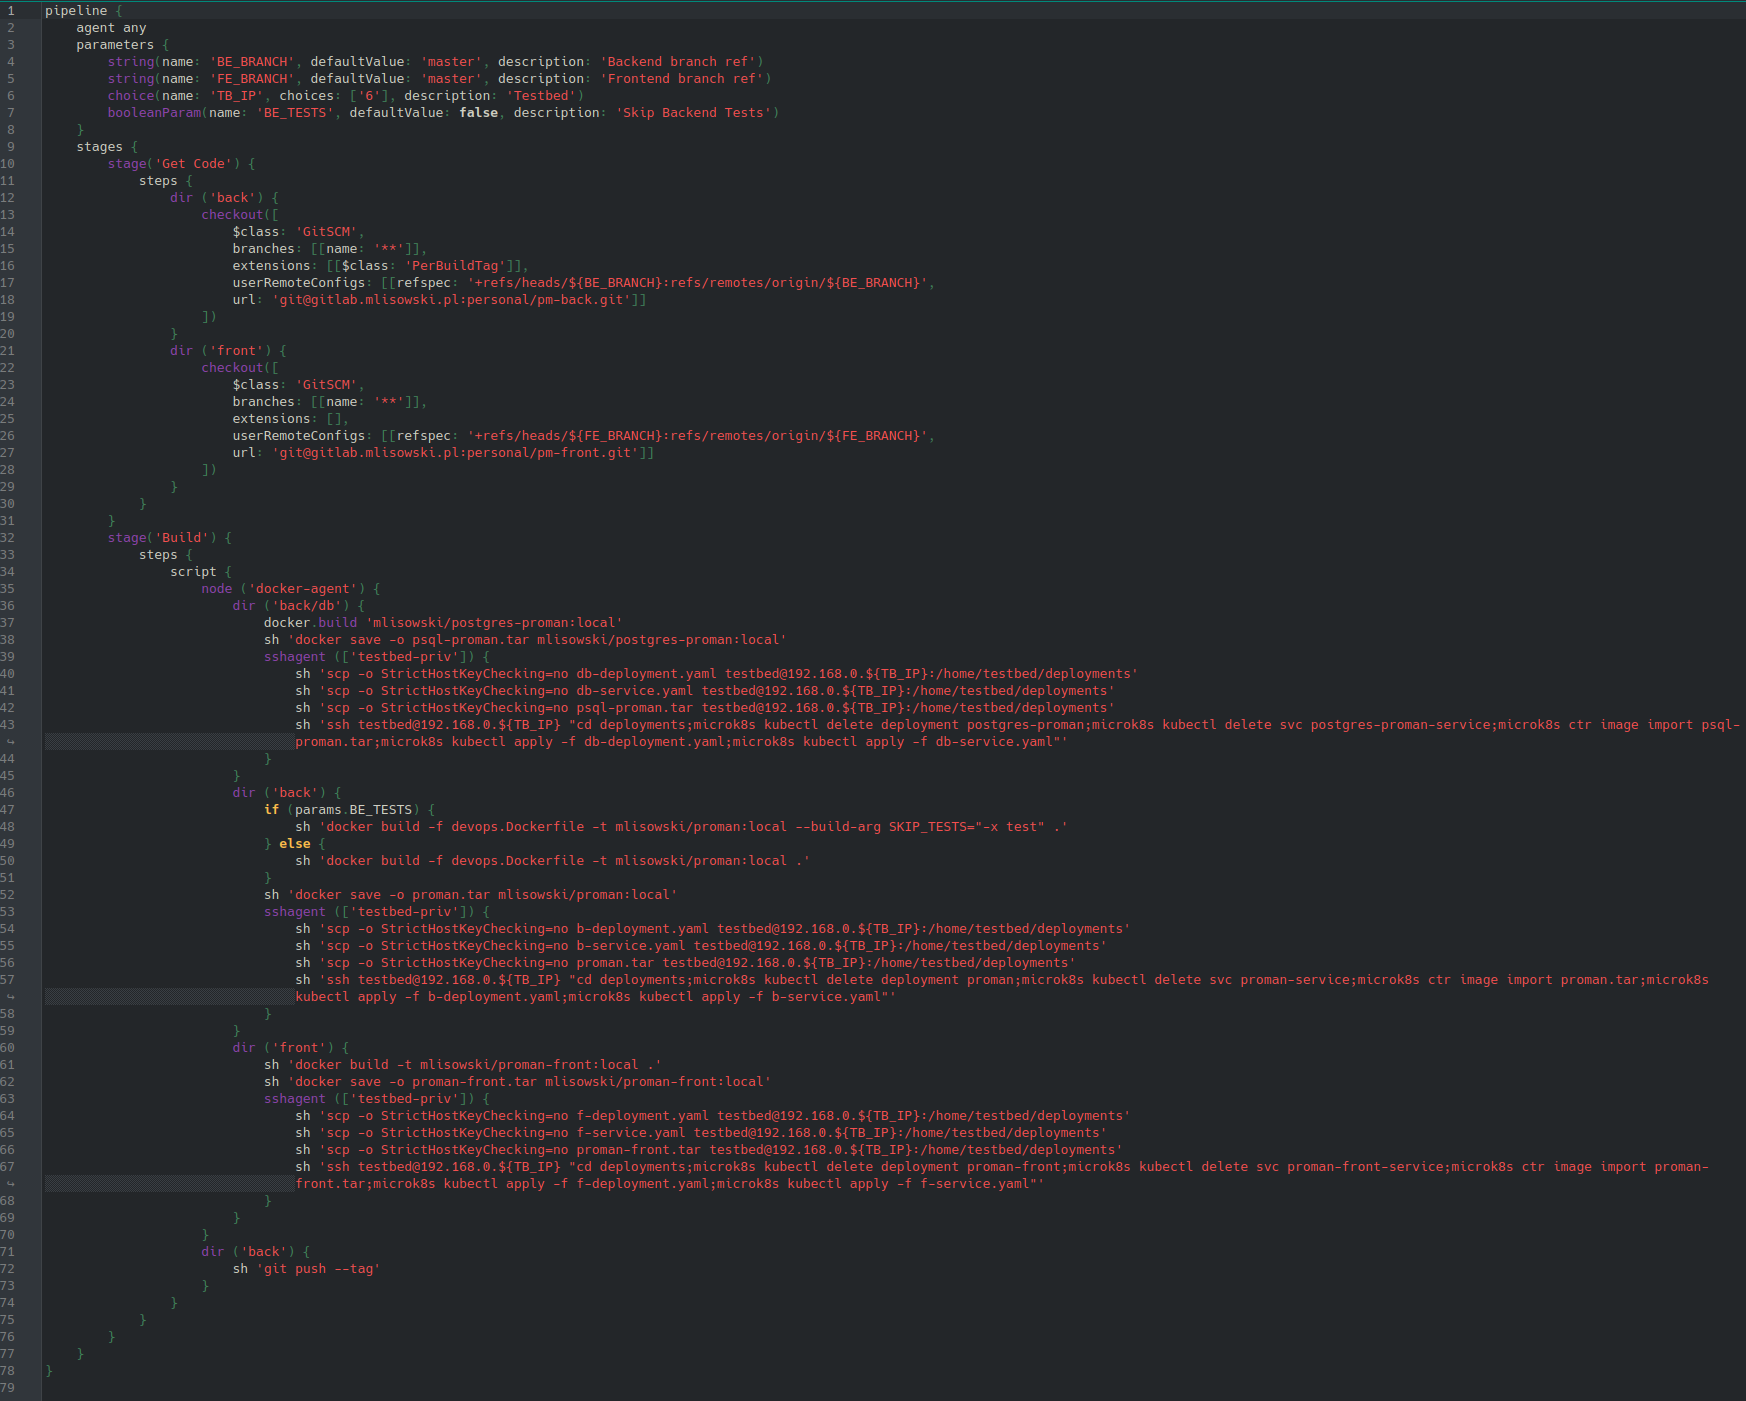 1 pipeline {
2     agent any
3     parameters {
4         string(name: 'BE_BRANCH', defaultValue: 'master', description: 'Backend branch ref')
5         string(name: 'FE_BRANCH', defaultValue: 'master', description: 'Frontend branch ref')
6         choice(name: 'TB_IP', choices: ['6'], description: 'Testbed')
7         booleanParam(name: 'BE_TESTS', defaultValue: false, description: 'Skip Backend Tests')
8     }
9     stages {
10         stage('Get Code') {
11             steps {
12                 dir ('back') {
13                     checkout([
14                         $class: 'GitSCM',
15                         branches: [[name: '**']],
16                         extensions: [[$class: 'PerBuildTag']],
17                         userRemoteConfigs: [[refspec: '+refs/heads/${BE_BRANCH}:refs/remotes/origin/${BE_BRANCH}',
18                         url: 'git@gitlab.mlisowski.pl:personal/pm-back.git']]
19                     ])
20                 }
21                 dir ('front') {
22                     checkout([
23                         $class: 'GitSCM',
24                         branches: [[name: '**']],
25                         extensions: [],
26                         userRemoteConfigs: [[refspec: '+refs/heads/${FE_BRANCH}:refs/remotes/origin/${FE_BRANCH}',
27                         url: 'git@gitlab.mlisowski.pl:personal/pm-front.git']]
28                     ])
29                 }
30             }
31         }
32         stage('Build') {
33             steps {
34                 script {
35                     node ('docker-agent') {
36                         dir ('back/db') {
37                             docker.build 'mlisowski/postgres-proman:local'
38                             sh 'docker save -o psql-proman.tar mlisowski/postgres-proman:local'
39                             sshagent (['testbed-priv']) {
40                                 sh 'scp -o StrictHostKeyChecking=no db-deployment.yaml testbed@192.168.0.${TB_IP}:/home/testbed/deployments'
41                                 sh 'scp -o StrictHostKeyChecking=no db-service.yaml testbed@192.168.0.${TB_IP}:/home/testbed/deployments'
42                                 sh 'scp -o StrictHostKeyChecking=no psql-proman.tar testbed@192.168.0.${TB_IP}:/home/testbed/deployments'
43                                 sh 'ssh testbed@192.168.0.${TB_IP} "cd deployments;microk8s kubectl delete deployment postgres-proman;microk8s kubectl delete svc postgres-proman-service;microk8s ctr image import psql-
↪                                 proman.tar;microk8s kubectl apply -f db-deployment.yaml;microk8s kubectl apply -f db-service.yaml"'
44                             }
45                         }
46                         dir ('back') {
47                             if (params.BE_TESTS) {
48                                 sh 'docker build -f devops.Dockerfile -t mlisowski/proman:local --build-arg SKIP_TESTS="-x test" .'
49                             } else {
50                                 sh 'docker build -f devops.Dockerfile -t mlisowski/proman:local .'
51                             }
52                             sh 'docker save -o proman.tar mlisowski/proman:local'
53                             sshagent (['testbed-priv']) {
54                                 sh 'scp -o StrictHostKeyChecking=no b-deployment.yaml testbed@192.168.0.${TB_IP}:/home/testbed/deployments'
55                                 sh 'scp -o StrictHostKeyChecking=no b-service.yaml testbed@192.168.0.${TB_IP}:/home/testbed/deployments'
56                                 sh 'scp -o StrictHostKeyChecking=no proman.tar testbed@192.168.0.${TB_IP}:/home/testbed/deployments'
57                                 sh 'ssh testbed@192.168.0.${TB_IP} "cd deployments;microk8s kubectl delete deployment proman;microk8s kubectl delete svc proman-service;microk8s ctr image import proman.tar;microk8s
↪                                 kubectl apply -f b-deployment.yaml;microk8s kubectl apply -f b-service.yaml"'
58                             }
59                         }
60                         dir ('front') {
61                             sh 'docker build -t mlisowski/proman-front:local .'
62                             sh 'docker save -o proman-front.tar mlisowski/proman-front:local'
63                             sshagent (['testbed-priv']) {
64                                 sh 'scp -o StrictHostKeyChecking=no f-deployment.yaml testbed@192.168.0.${TB_IP}:/home/testbed/deployments'
65                                 sh 'scp -o StrictHostKeyChecking=no f-service.yaml testbed@192.168.0.${TB_IP}:/home/testbed/deployments'
66                                 sh 'scp -o StrictHostKeyChecking=no proman-front.tar testbed@192.168.0.${TB_IP}:/home/testbed/deployments'
67                                 sh 'ssh testbed@192.168.0.${TB_IP} "cd deployments;microk8s kubectl delete deployment proman-front;microk8s kubectl delete svc proman-front-service;microk8s ctr image import proman-
↪                                 front.tar;microk8s kubectl apply -f f-deployment.yaml;microk8s kubectl apply -f f-service.yaml"'
68                             }
69                         }
70                     }
71                     dir ('back') {
72                         sh 'git push --tag'
73                     }
74                 }
75             }
76         }
77     }
78 }
79